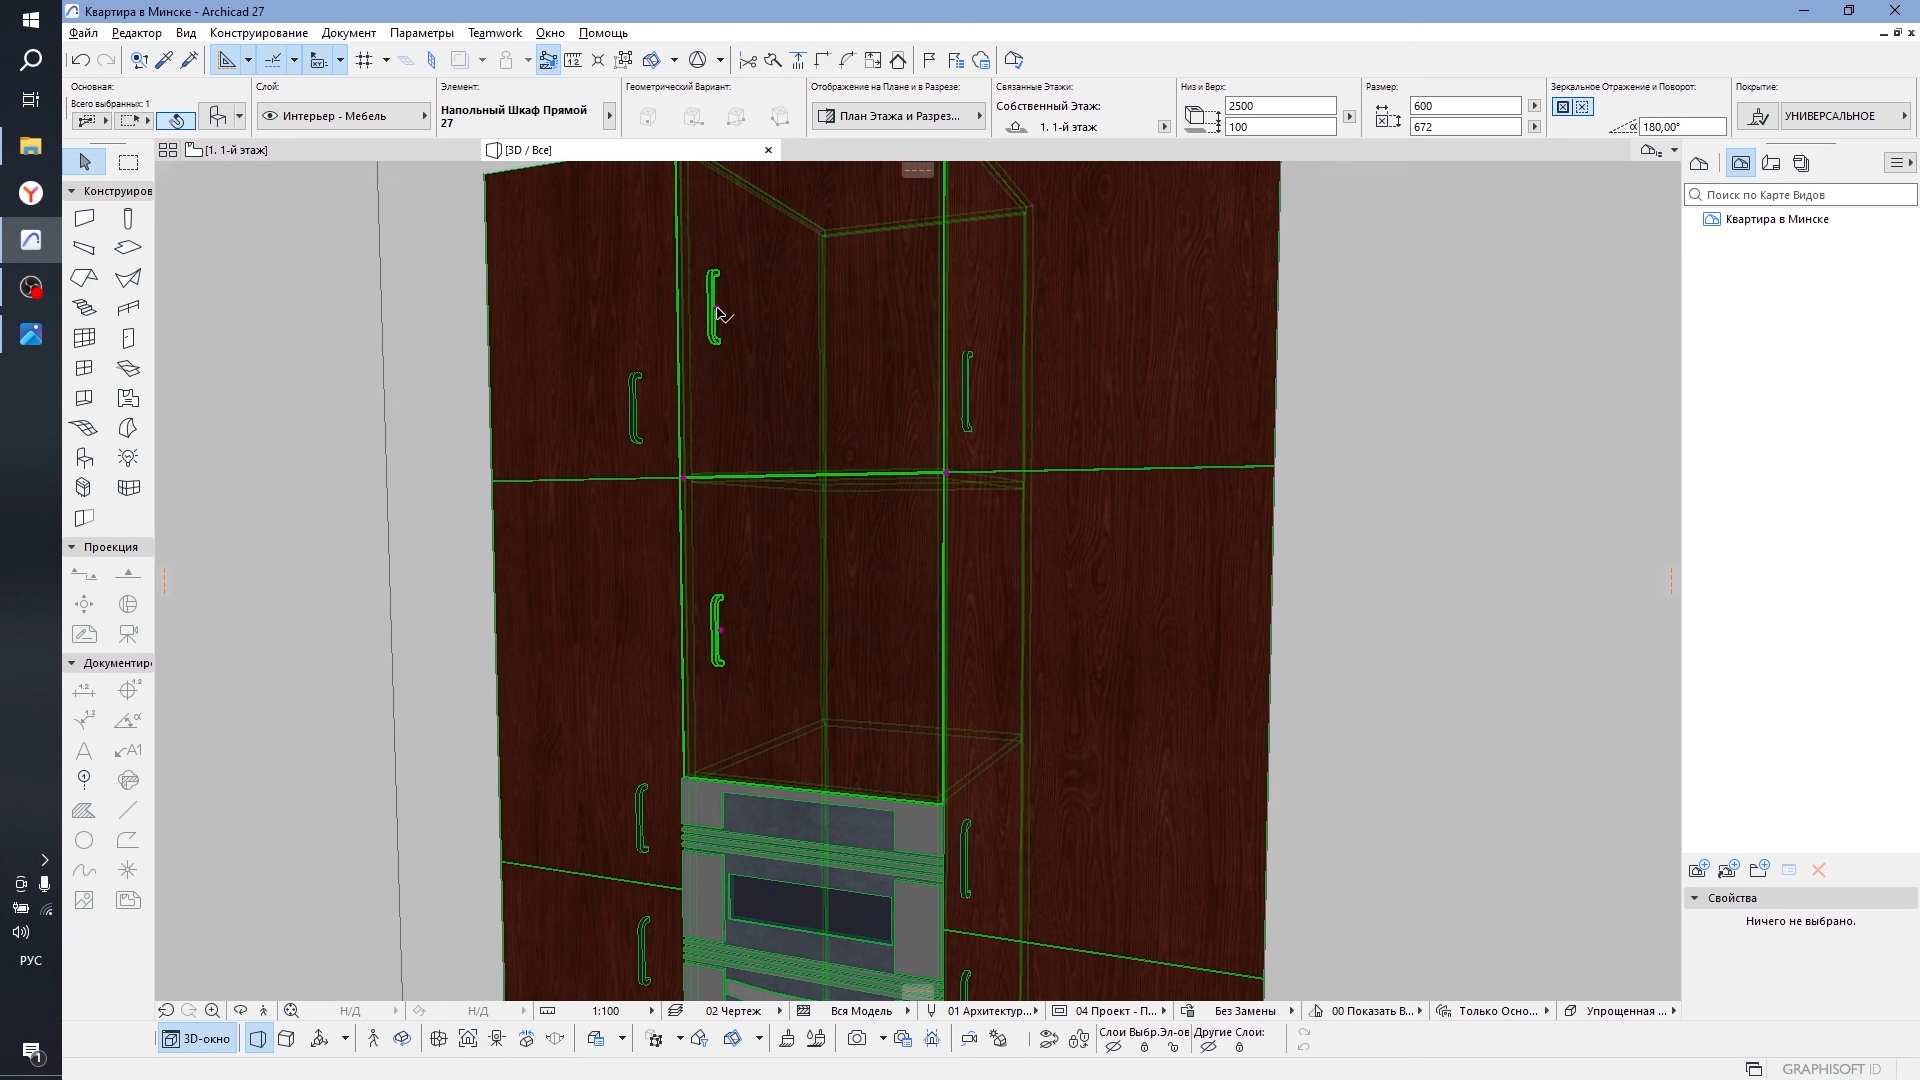 Квартира в Минске - Archicad 27
Файл Редактор Вид Конструирование Документ Параметры Teamwork Окно Помощь
Основная:
Всего выбранных: 1
Слой:
Интерьер - Мебель
Элемент:
Напольный Шкаф Прямой
27
Геометрический Вариант:
Отображение на Плане и в Разрезе:
План Этажа и Разрез...
Связанные Этажи:
Собственный Этаж:
1. 1-й этаж
Низ и Верх:
2500
100
Размер:
600
672
Зеркальное Отражение и Поворот:
α 180,00°
Покрытие:
УНИВЕРСАЛЬНОЕ
[1. 1-й этаж]
[3D / Все]
Конструиров
Проекция
Документирс
Поиск по Карте Видов
Квартира в Минске
Свойства
Ничего не выбрано.
РУС
Н/Д
Н/Д
1:100
02 Чертеж
Вся Модель
01 Архитектур...
04 Проект - П...
Без Замены
00 Показать В...
Только Осно...
Упрощенная ...
3D-окно
Слои Выбр.Эл-ов
Другие Слои:
GRAPHISOFT ID